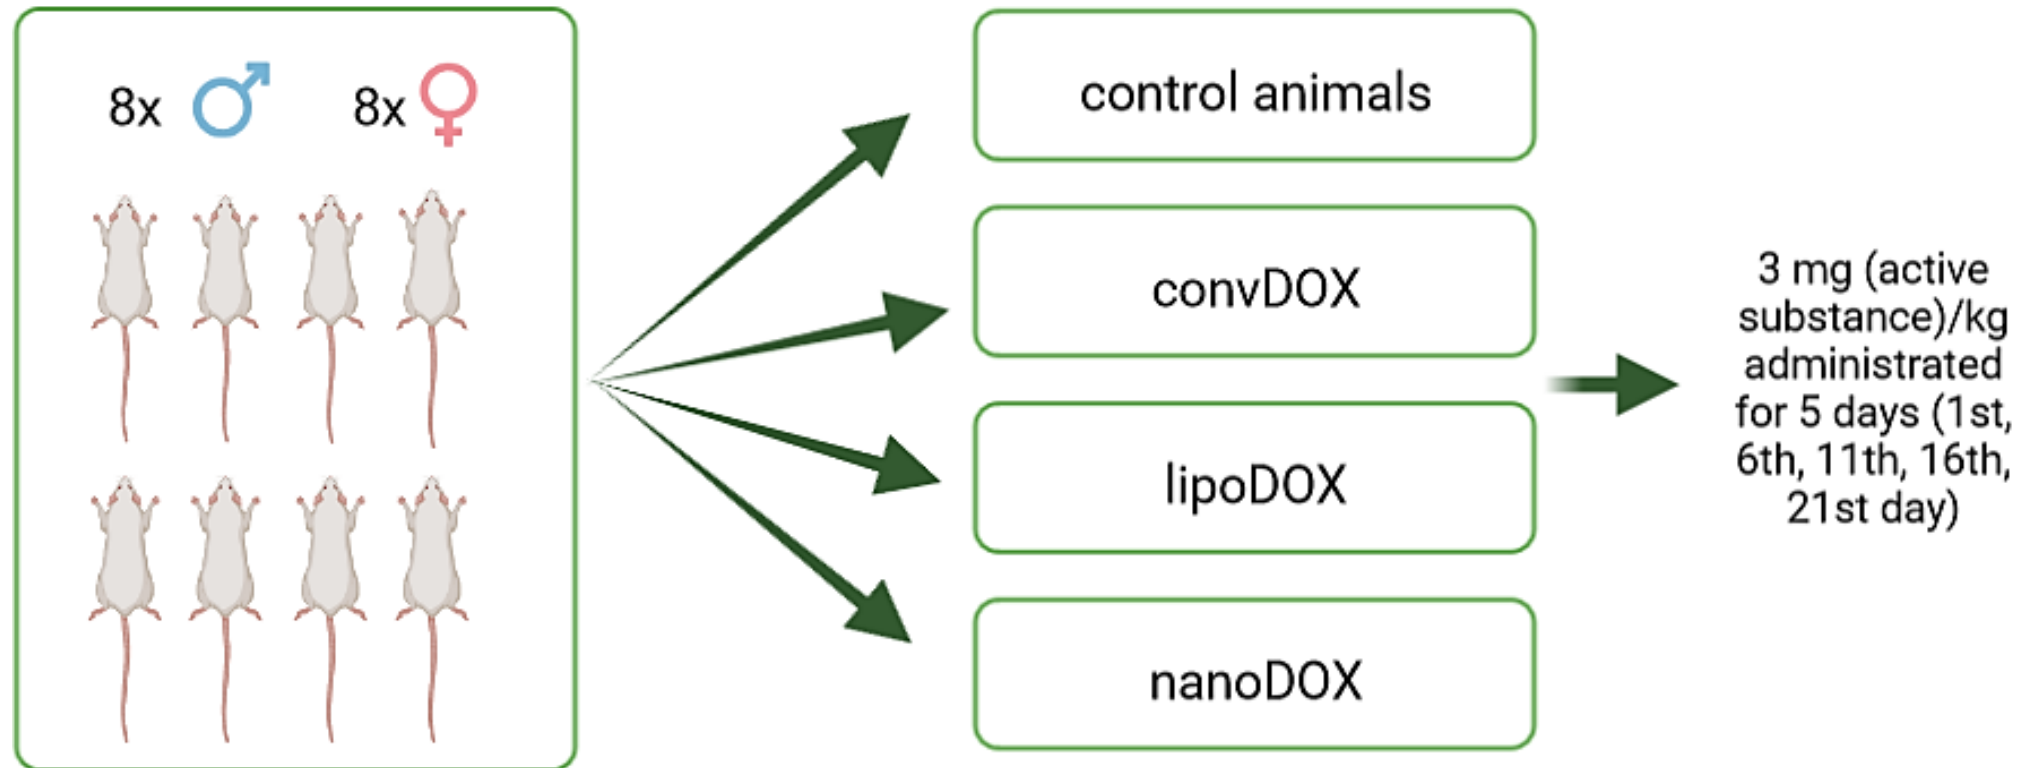 8x 8x
control animals
convDOX
lipoDOX
nanoDOX
3 mg (active
substance)/kg
administrated
for 5 days (1st,
6th, 11th, 16th,
21st day)